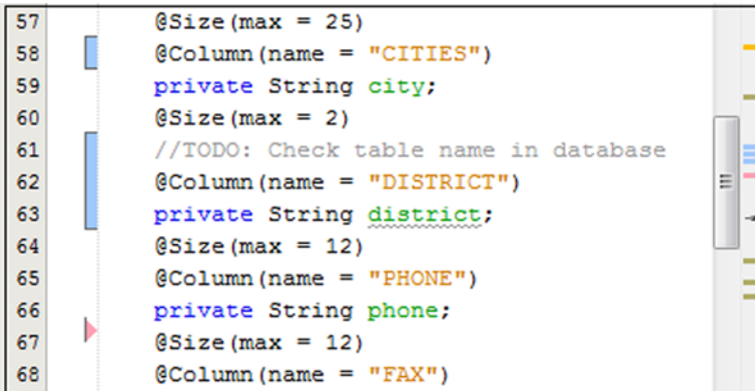 57 @Size(max = 25)
58 @Column(name = "CITIES")
59 private String city;
60 @Size(max = 2)
61 //TODO: Check table name in database
62 @Column(name = "DISTRICT")
63 private String district;
64 @Size(max = 12)
65 @Column(name = "PHONE")
66 private String phone;
67 @Size(max = 12)
68 @Column(name = "FAX")